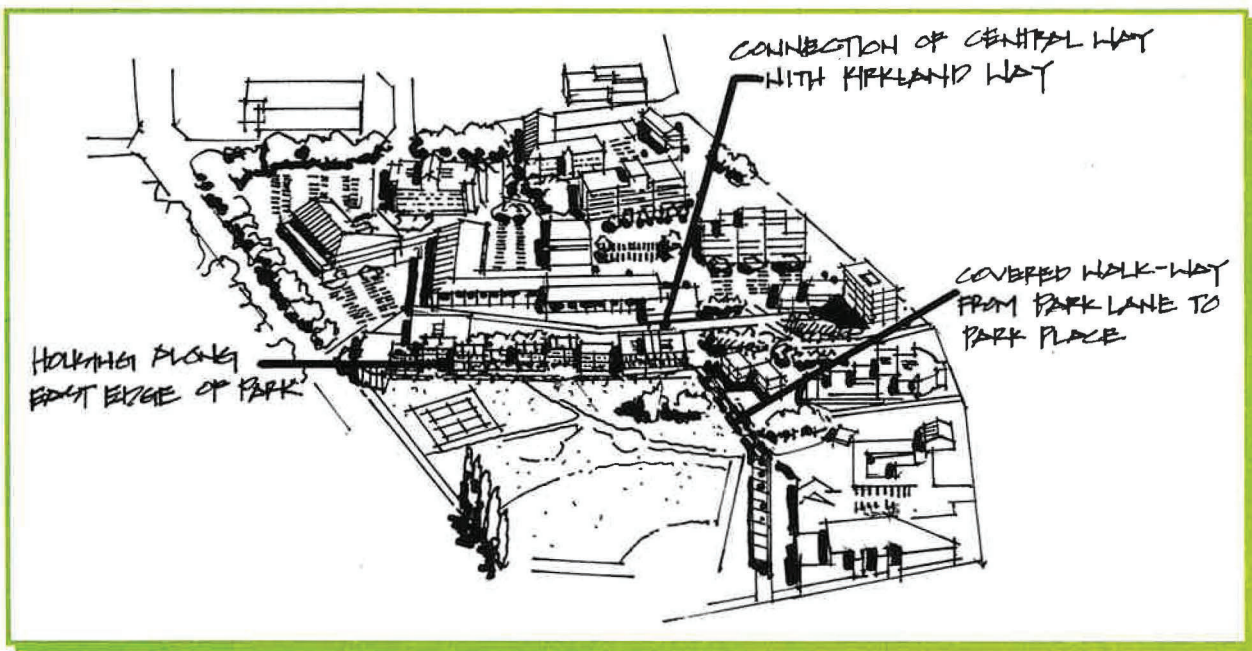 CONNECTION OF CENTRAL WAY
WITH KIRKLAND WAY
COVERED WALK-WAY
FROM PARK LANE TO
PARK PLACE
HOUSING ALONG
EAST EDGE OF PARK